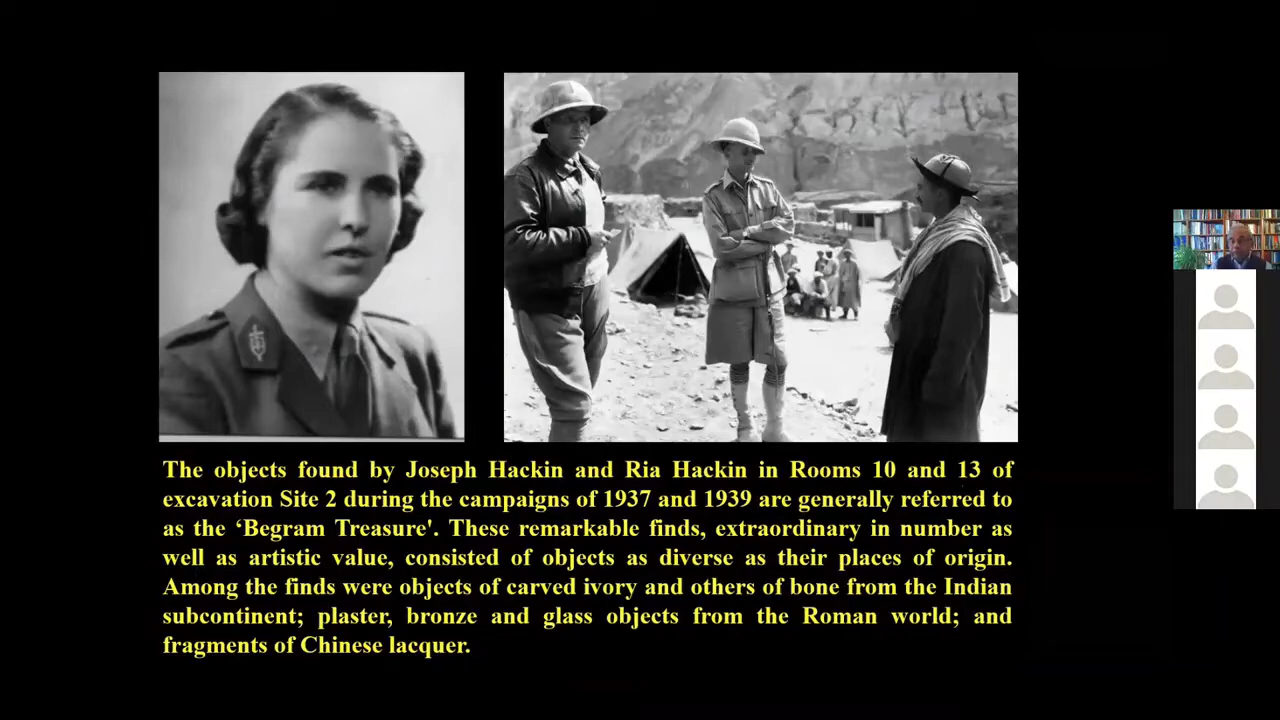 The objects found by Joseph Hackin and Ria Hackin in Rooms 10 and 13 of
excavation Site 2 during the campaigns of 1937 and 1939 are generally referred to
as the ‘Begram Treasure'. These remarkable finds, extraordinary in number as
well as artistic value, consisted of objects as diverse as their places of origin.
Among the finds were objects of carved ivory and others of bone from the Indian
subcontinent; plaster, bronze and glass objects from the Roman world; and
fragments of Chinese lacquer.